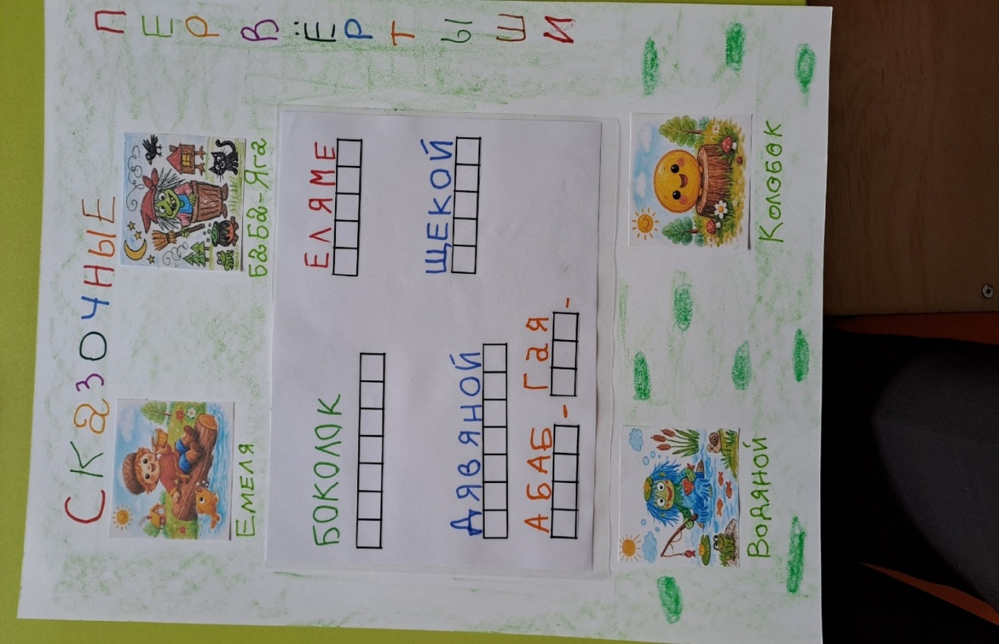 Сказочные
ПЕРВЁРТЫШИ
Емеля
Баба-Яга
БОКОЛОК
ЕЛЯМЕ
ЩЕКОЙ
ДЯВЯНОЙ
АБАБ - Гая -
Водяной
Колобок